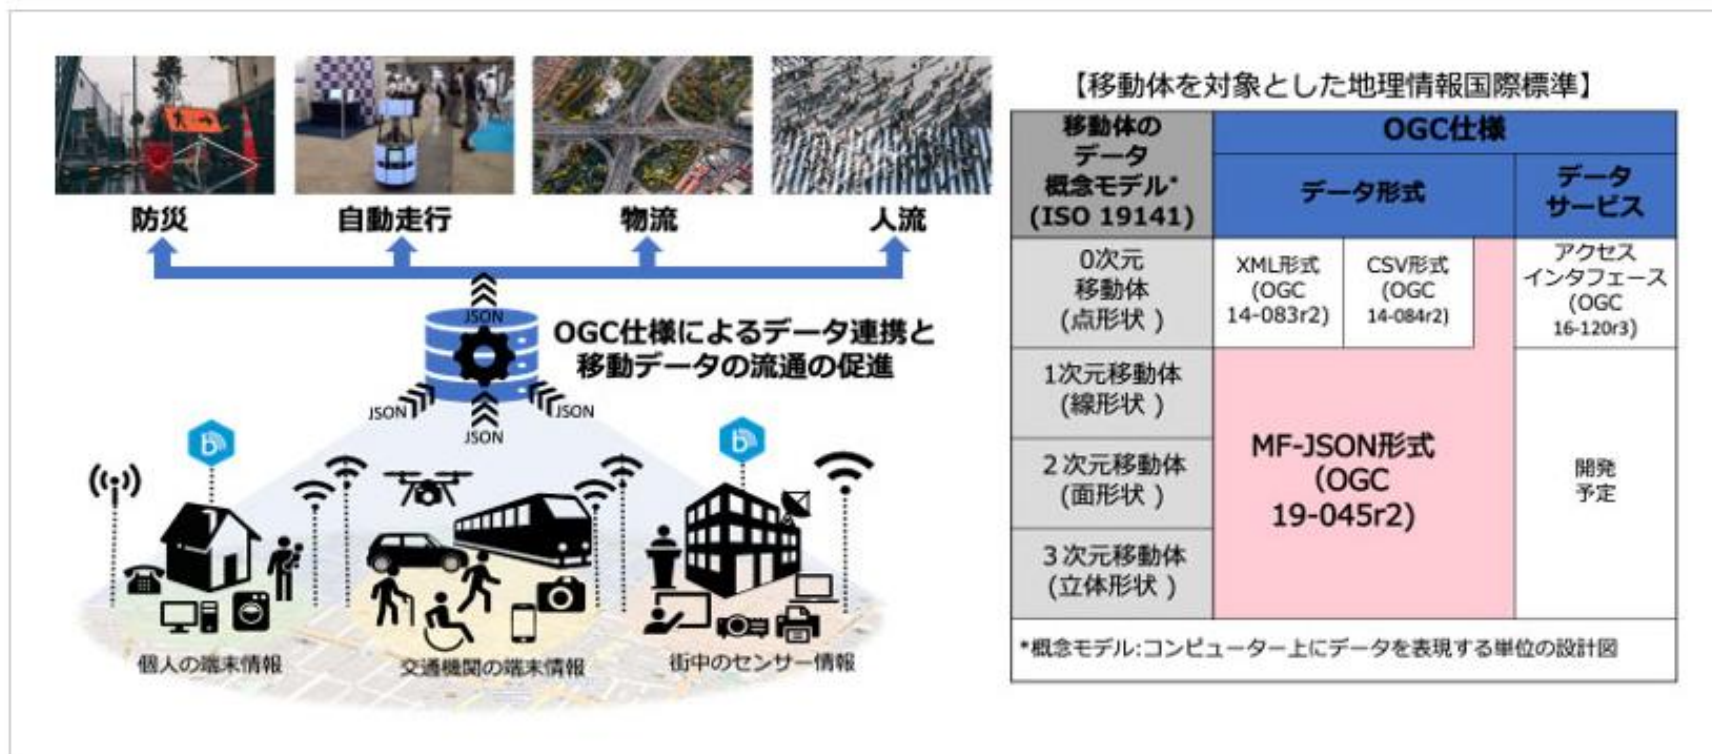 防災
自動走行
物流
人流
JSON
OGC仕様によるデータ連携と
移動データの流通の促進
JSON
JSON
JSON
個人の端末情報
交通機関の端末情報
街中のセンサー情報
【移動体を対象とした地理情報国際標準】
移動体の
データ
概念モデル*
(ISO 19141)
OGC仕様
データ形式
データ
サービス
0次元
移動体
(点形状 )
XML形式
(OGC
14-083r2)
CSV形式
(OGC
14-084r2)
アクセス
インタフェース
(OGC
16-120r3)
1次元移動体
(線形状 )
2次元移動体
(面形状 )
3次元移動体
(立体形状 )
MF-JSON形式
(OGC
19-045r2)
開発
予定
*概念モデル:コンピューター上にデータを表現する単位の設計図